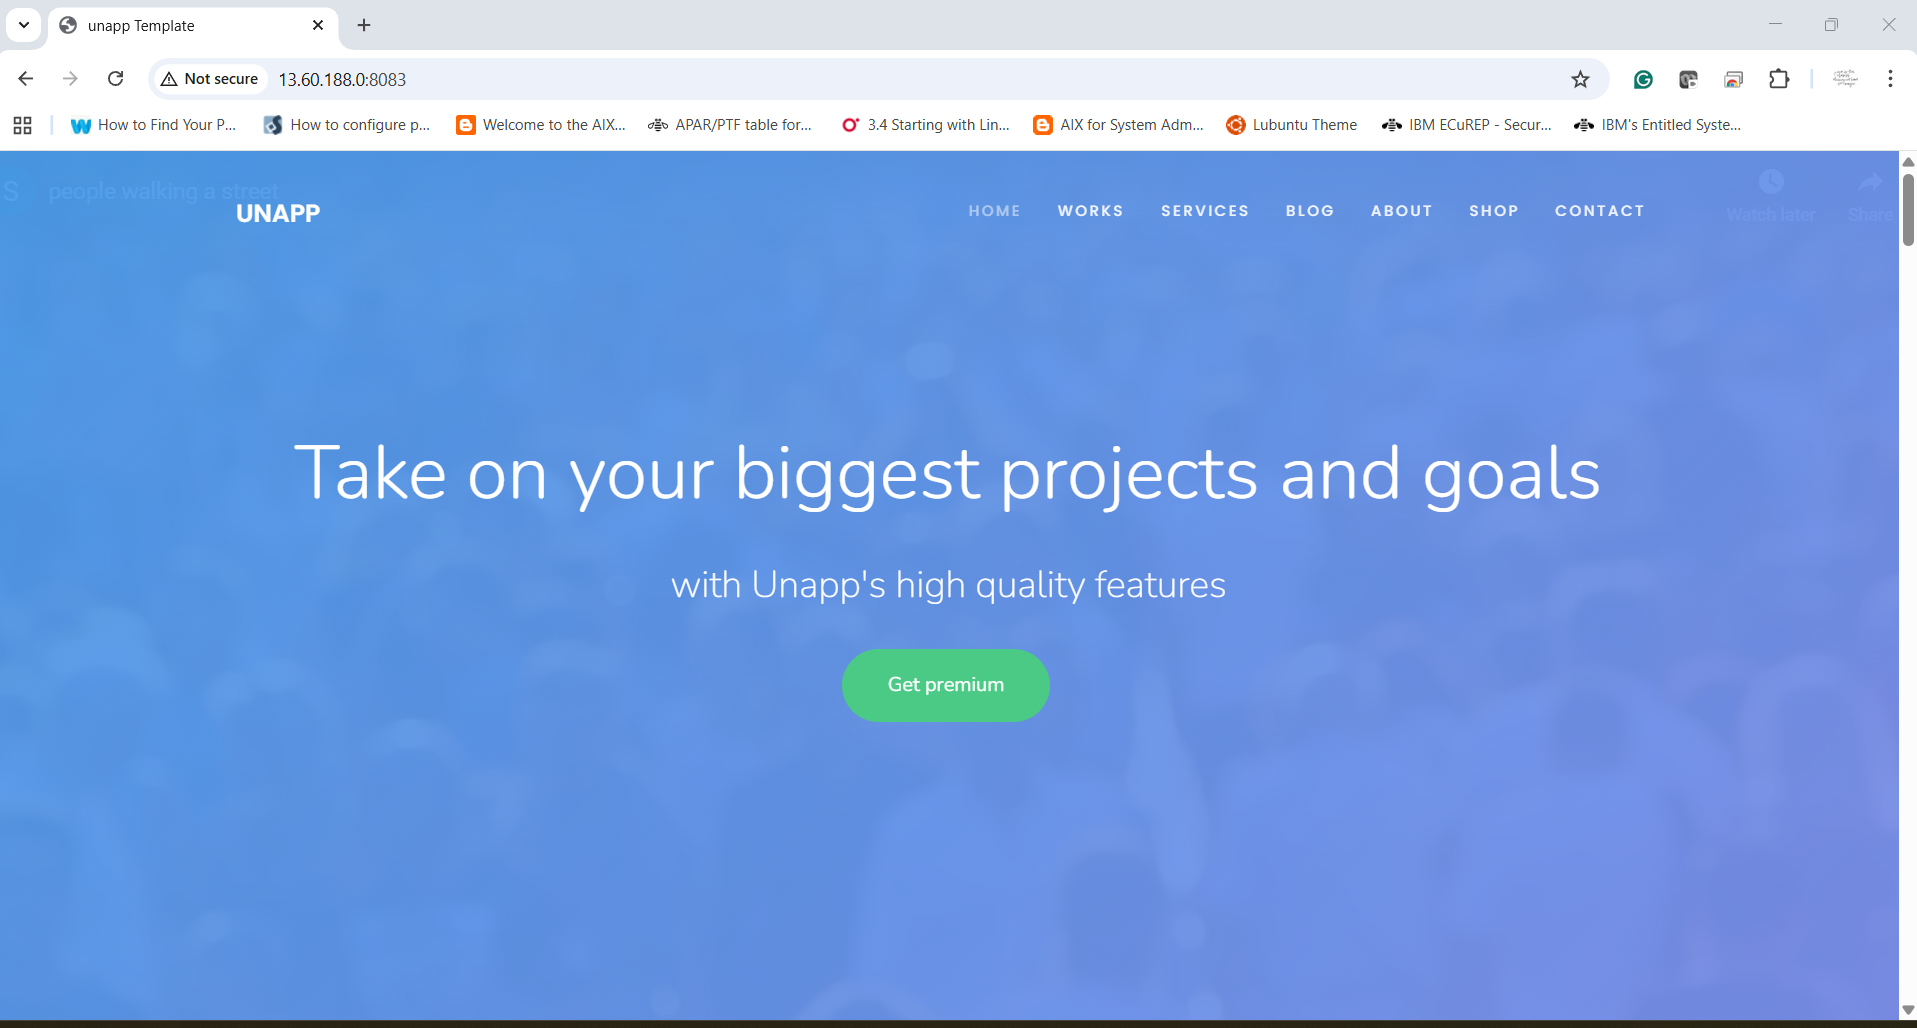 unapp Template
Not secure
13.60.188.0:8083
How to Find Your P...
How to configure p...
Welcome to the AIX...
APAR/PTF table for...
3.4 Starting with Lin...
AIX for System Adm...
Lubuntu Theme
IBM ECuREP - Secur...
IBM's Entitled Syste...
S people walking a street
Watch later
Share
UNAPP
HOME
WORKS
SERVICES
BLOG
ABOUT
SHOP
CONTACT
Take on your biggest projects and goals
with Unapp's high quality features
Get premium